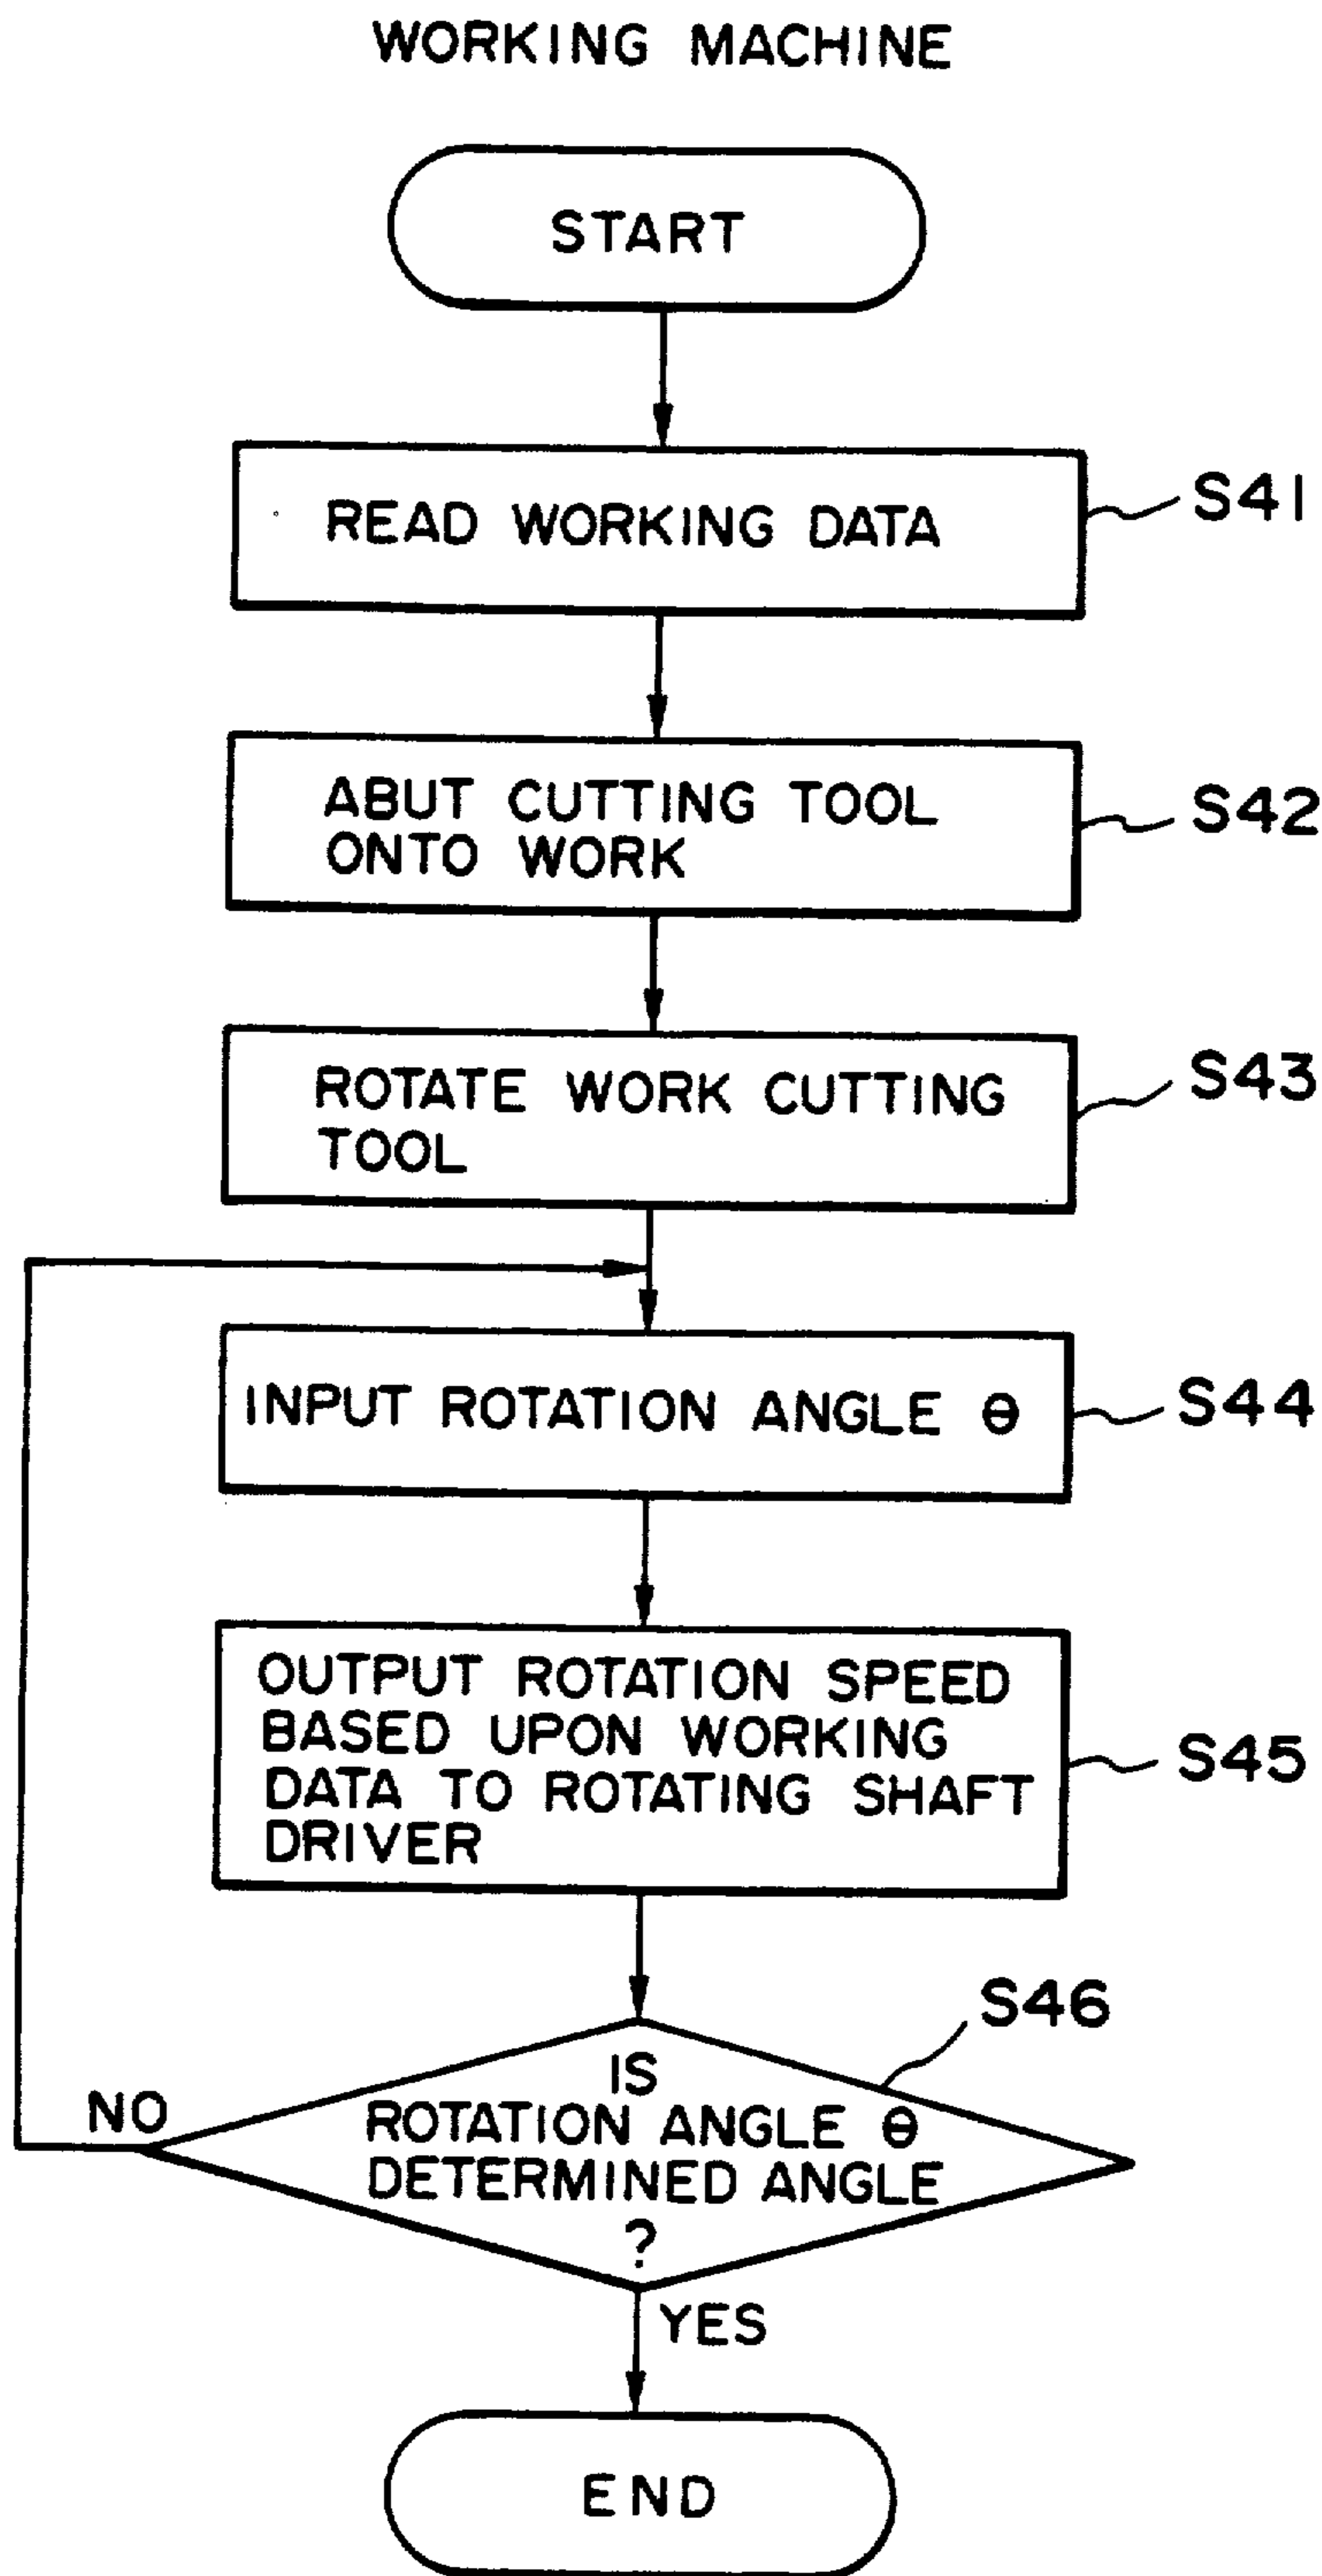 WORKING MACHINE
START
READ WORKING DATA
S41
ABUT CUTTING TOOL
ONTO WORK
S42
ROTATE WORK CUTTING
TOOL
S43
INPUT ROTATION ANGLE θ
S44
OUTPUT ROTATION SPEED
BASED UPON WORKING
DATA TO ROTATING SHAFT
DRIVER
S45
S46
IS
ROTATION ANGLE θ
DETERMINED ANGLE
?
NO
YES
END